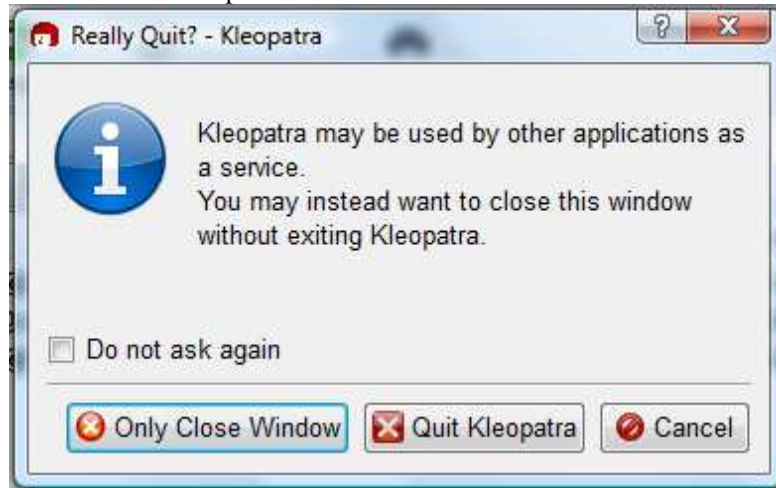 Really Quit? - Kleopatra
Kleopatra may be used by other applications as
a service.
You may instead want to close this window
without exiting Kleopatra.
Do not ask again
Only Close Window Quit Kleopatra Cancel